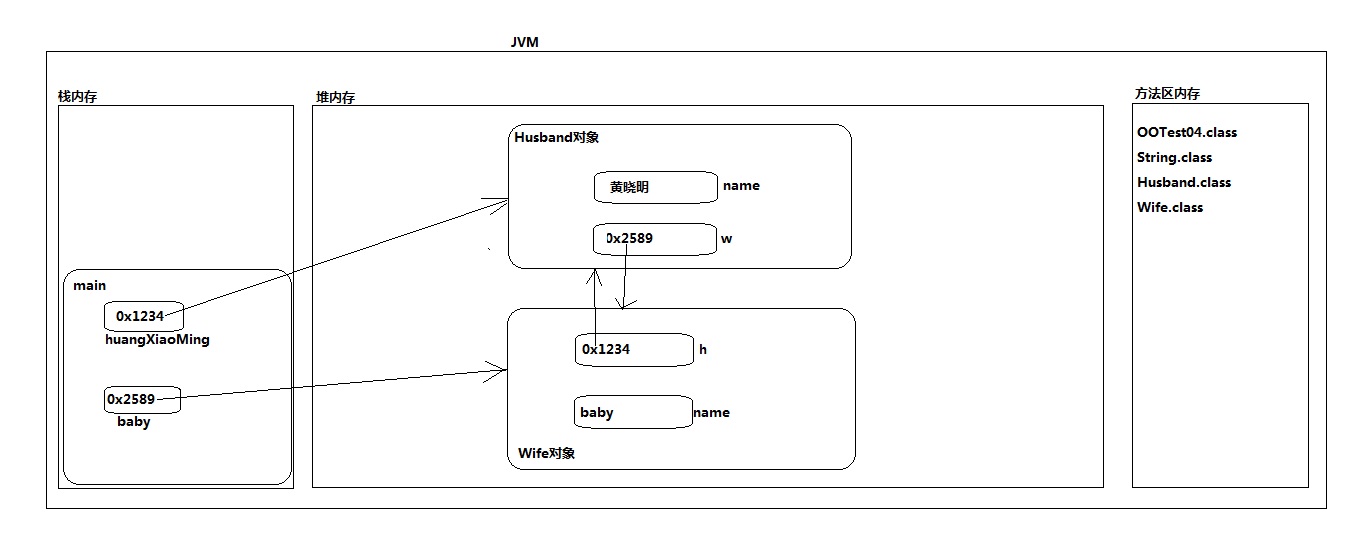 JVM
栈内存
main
0x1234
huangXiaoMing
0x2589
baby
堆内存
Husband对象
黄晓明 name
0x2589 w
0x1234 h
baby name
Wife对象
方法区内存
OOTest04.class
String.class
Husband.class
Wife.class